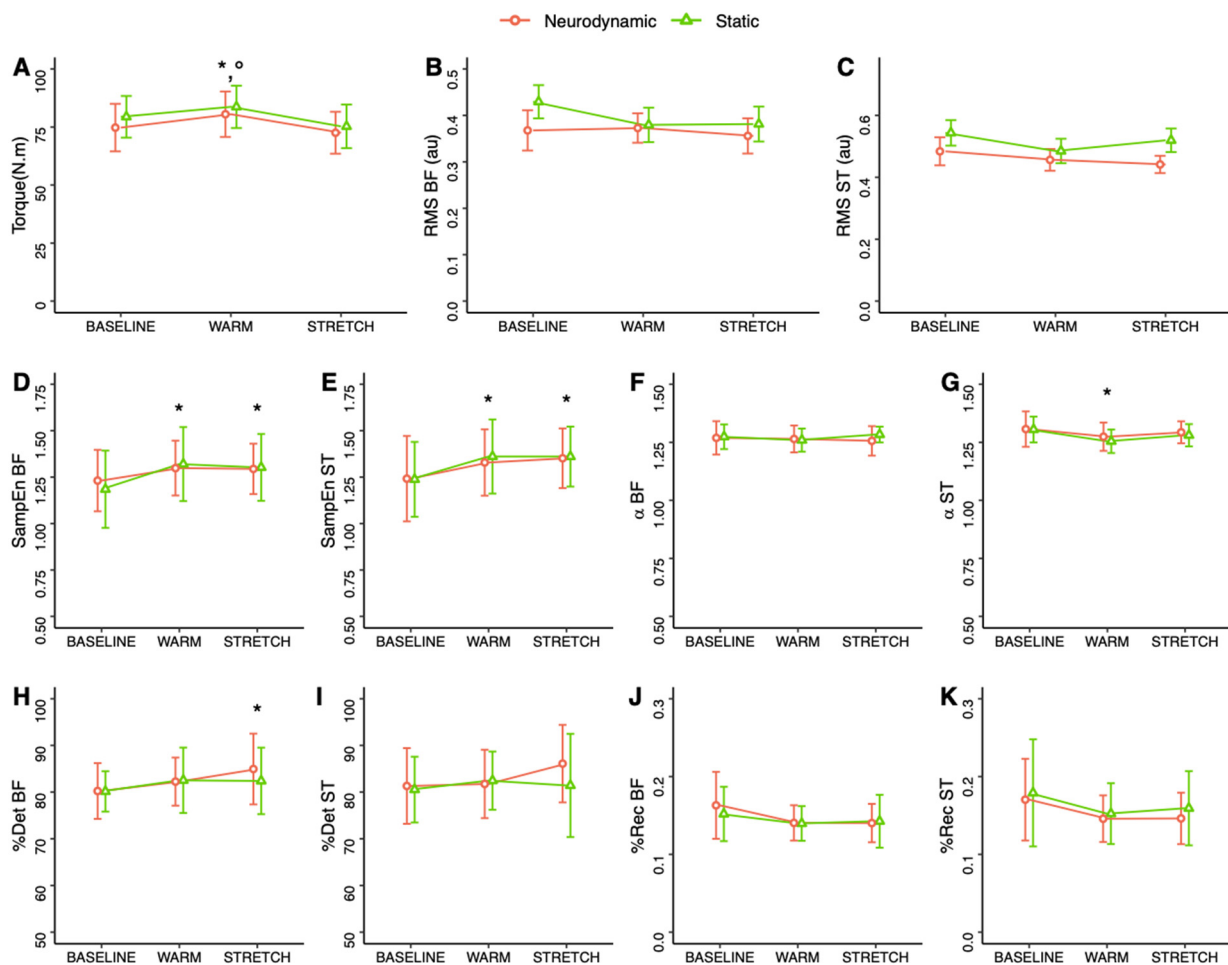 Neurodynamic Static
A
Torque(N.m)
0 25 50 75 100
*,°
BASELINE WARM STRETCH
B
RMS BF (au)
0.0 0.1 0.2 0.3 0.4 0.5
BASELINE WARM STRETCH
C
RMS ST (au)
0.0 0.2 0.4 0.6
BASELINE WARM STRETCH
D
SampEn BF
0.50 0.75 1.00 1.25 1.50 1.75
* *
BASELINE WARM STRETCH
E
SampEn ST
0.50 0.75 1.00 1.25 1.50 1.75
* *
BASELINE WARM STRETCH
F
α BF
0.50 0.75 1.00 1.25 1.50
BASELINE WARM STRETCH
G
α ST
0.50 0.75 1.00 1.25 1.50
*
BASELINE WARM STRETCH
H
%Det BF
50 60 70 80 90 100
*
BASELINE WARM STRETCH
I
%Det ST
50 60 70 80 90 100
BASELINE WARM STRETCH
J
%Rec BF
0.0 0.1 0.2 0.3
BASELINE WARM STRETCH
K
%Rec ST
0.0 0.1 0.2 0.3
BASELINE WARM STRETCH